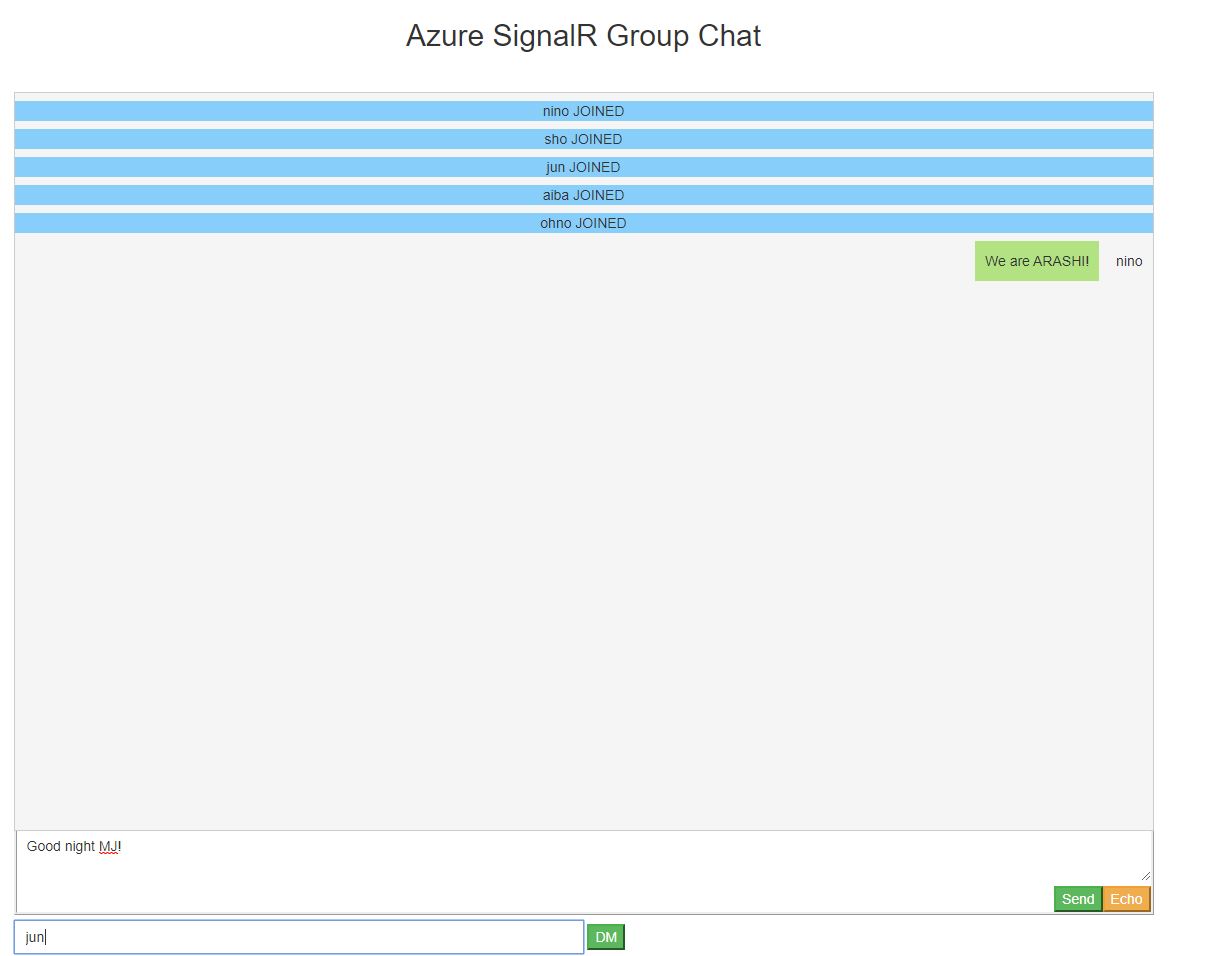 Azure SignalR Group Chat
nino JOINED
sho JOINED
jun JOINED
aiba JOINED
ohno JOINED
We are ARASHI! nino
Good night MJ!
Send Echo
jun DM